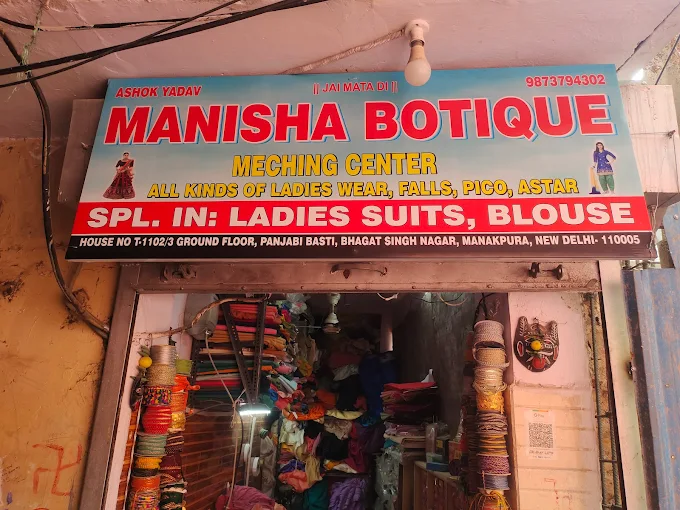 ASHOK YADAV || JAI MATA DI || 9873794302
MANISHA BOTIQUE
MECHING CENTER
ALL KINDS OF LADIES WEAR, FALLS, PICO, ASTAR
SPL. IN: LADIES SUITS, BLOUSE
HOUSE NO T-1102/3 GROUND FLOOR, PANJABI BASTI, BHAGAT SINGH NAGAR, MANAKPURA, NEW DELHI- 110005